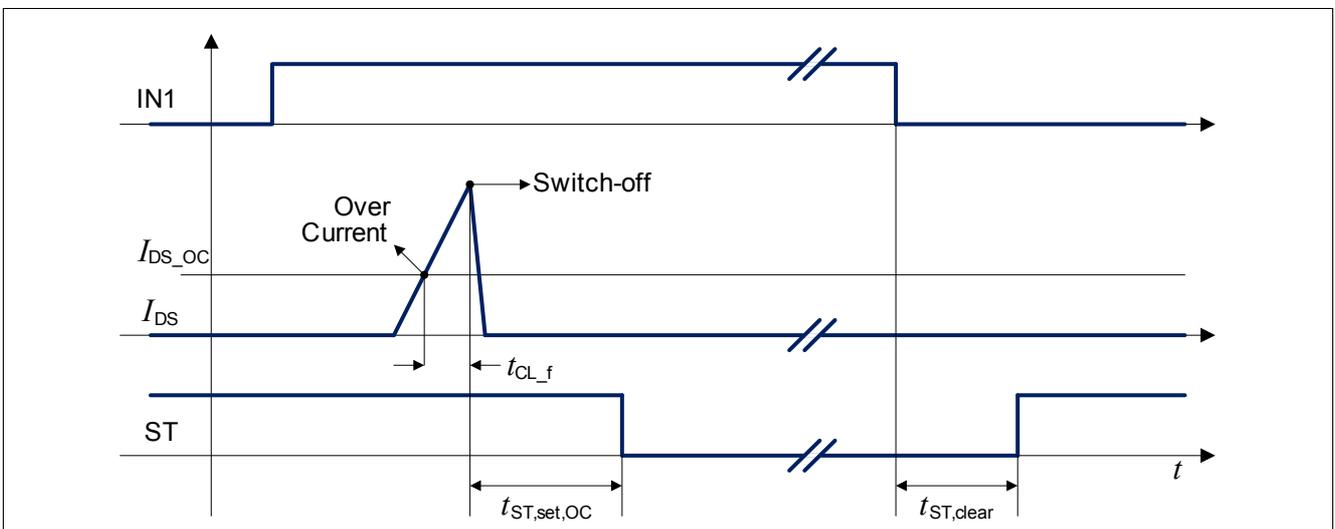 IN1
Switch-off
Over
Current
I_DS_OC
I_DS
t_CL_f
ST
t
t_ST,set,OC
t_ST,clear